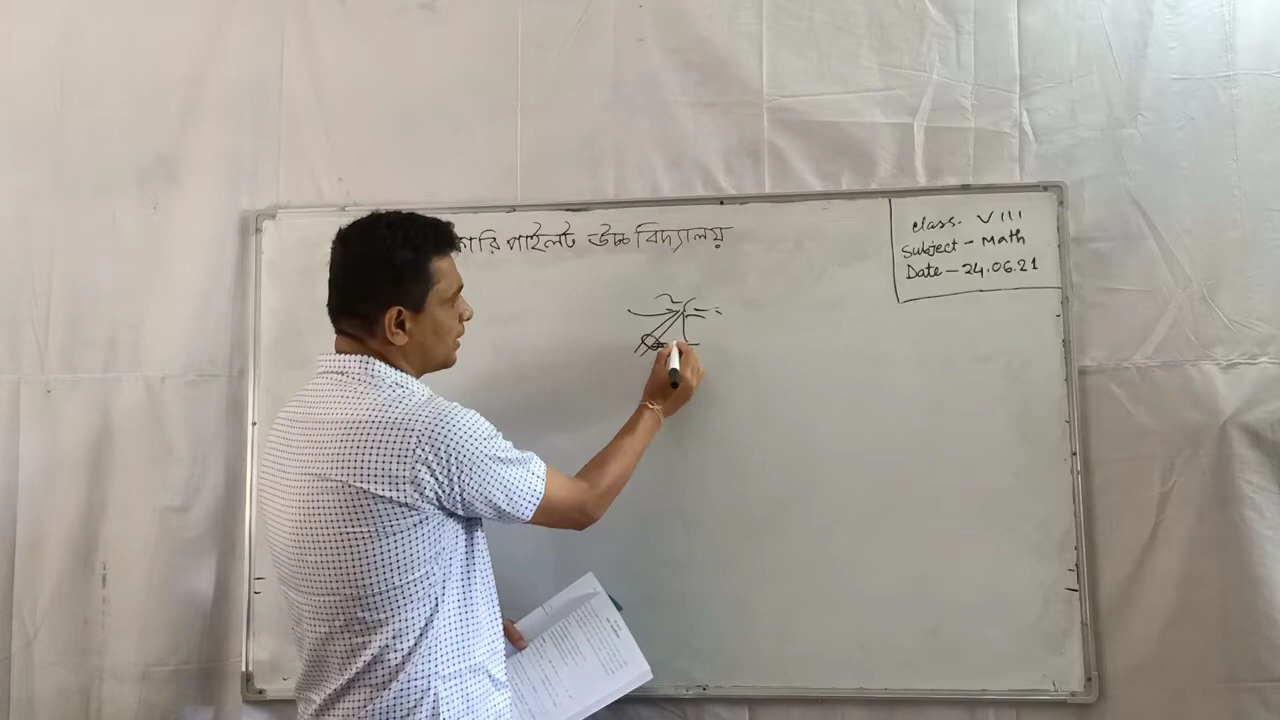 পাইলট উচ্চ বিদ্যালয়
Class. VIII
Subject - Math
Date - 24.06.21